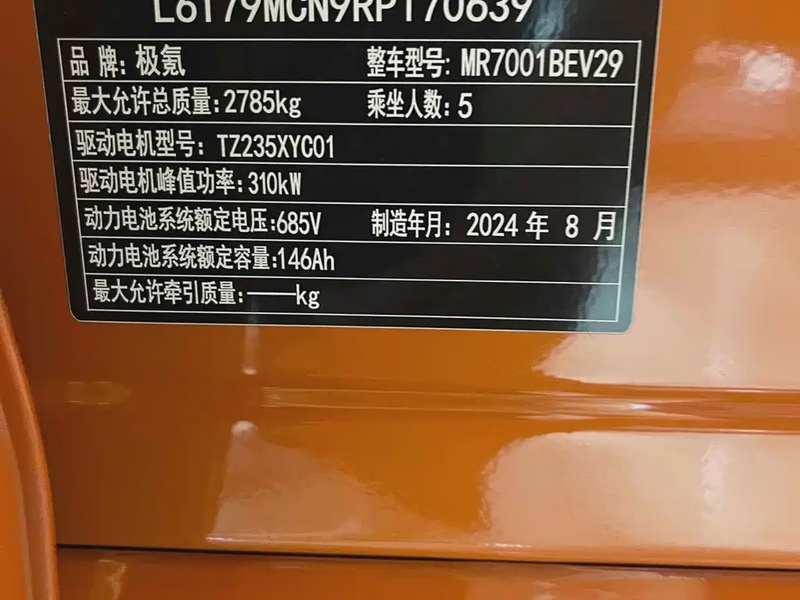 L6T79MCN9RP170639
品牌: 极氪 整车型号: MR7001BEV29
最大允许总质量: 2785kg 乘坐人数: 5
驱动电机型号: TZ235XYC01
驱动电机峰值功率: 310kW
动力电池系统额定电压: 685V 制造年月: 2024 年 8 月
动力电池系统额定容量: 146Ah
最大允许牵引质量: ——kg